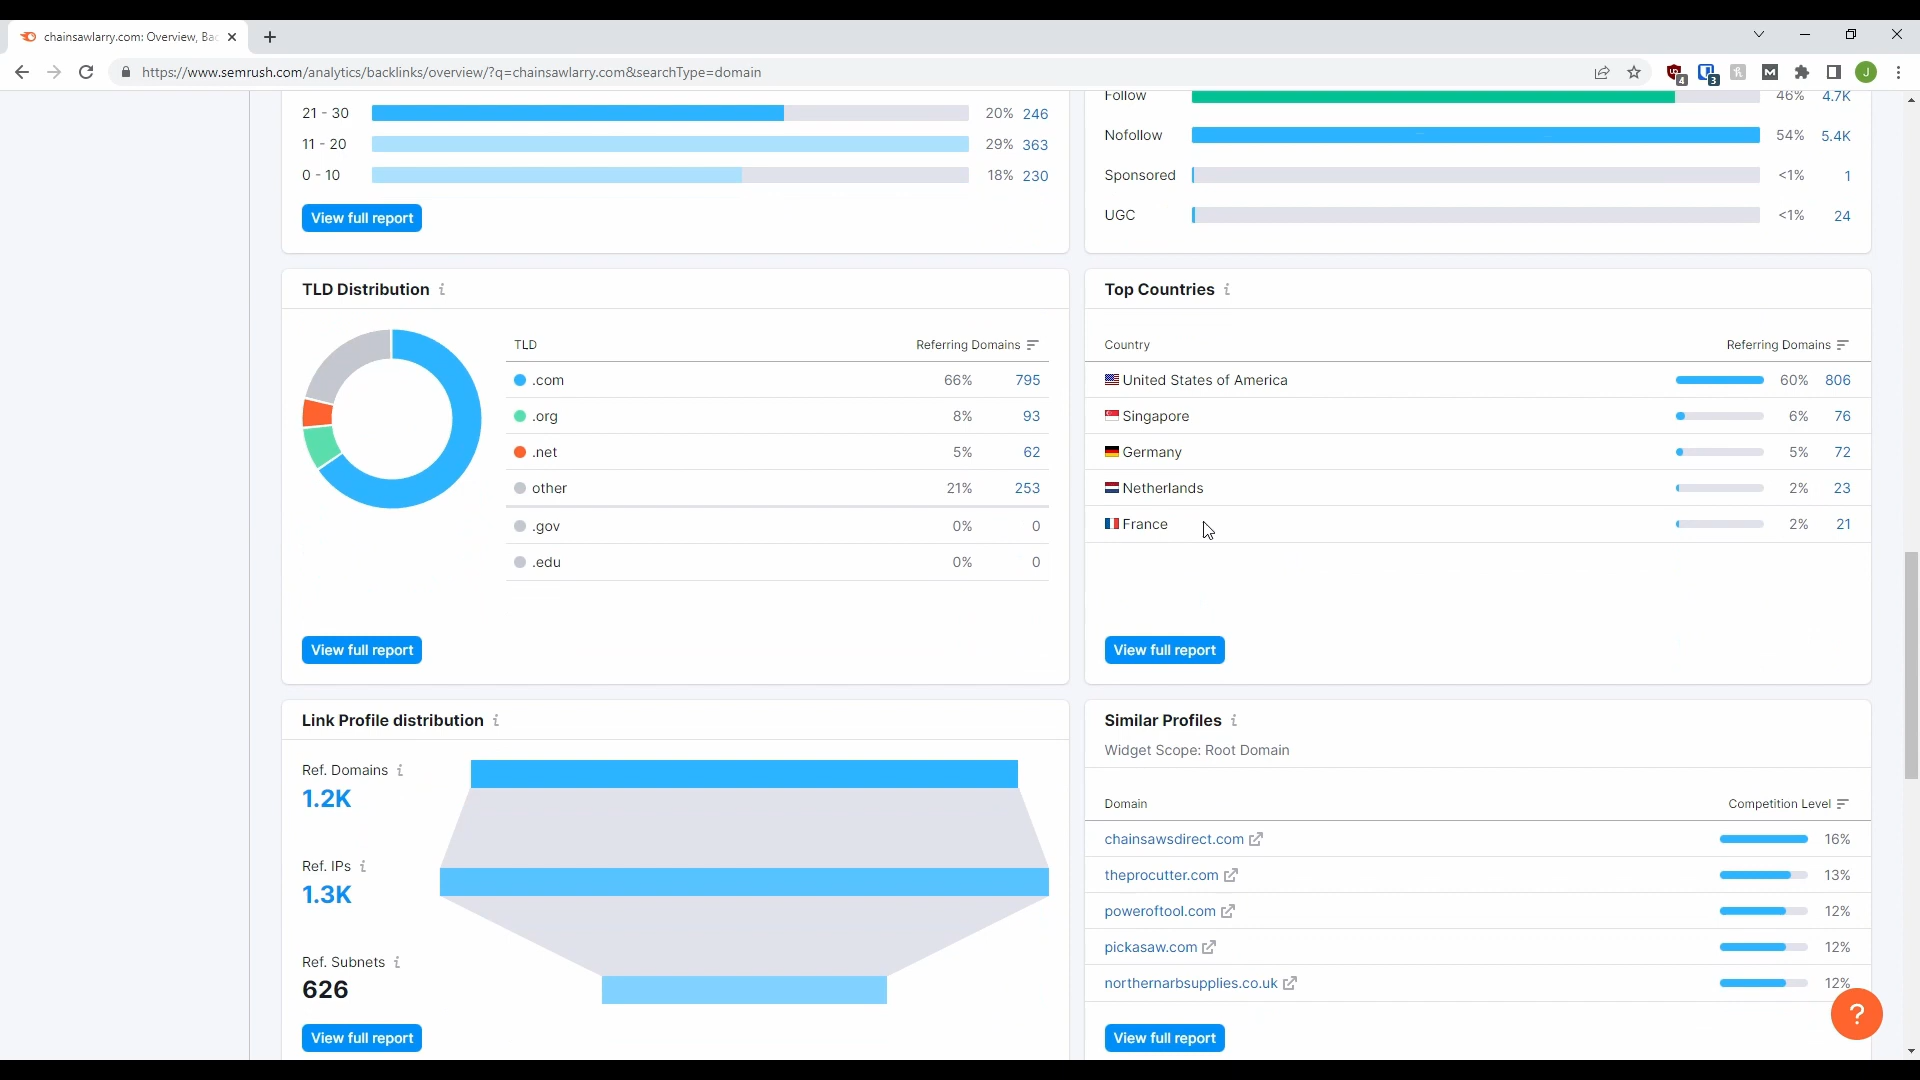 chainsawlarry.com: Overview, Bac
https://www.semrush.com/analytics/backlinks/overview/?q=chainsawlarry.com&searchType=domain
4
3
J
21 - 30 20% 246
11 - 20 29% 363
0 - 10 18% 230
View full report
Follow 46% 4.7K
Nofollow 54% 5.4K
Sponsored <1% 1
UGC <1% 24
TLD Distribution i
TLD Referring Domains
.com 66% 795
.org 8% 93
.net 5% 62
other 21% 253
.gov 0% 0
.edu 0% 0
View full report
Top Countries i
Country Referring Domains
United States of America 60% 806
Singapore 6% 76
Germany 5% 72
Netherlands 2% 23
France 2% 21
View full report
Link Profile distribution i
Ref. Domains i
1.2K
Ref. IPs i
1.3K
Ref. Subnets i
626
View full report
Similar Profiles i
Widget Scope: Root Domain
Domain Competition Level
chainsawsdirect.com 16%
theprocutter.com 13%
poweroftool.com 12%
pickasaw.com 12%
northernarbsupplies.co.uk 12%
View full report
?